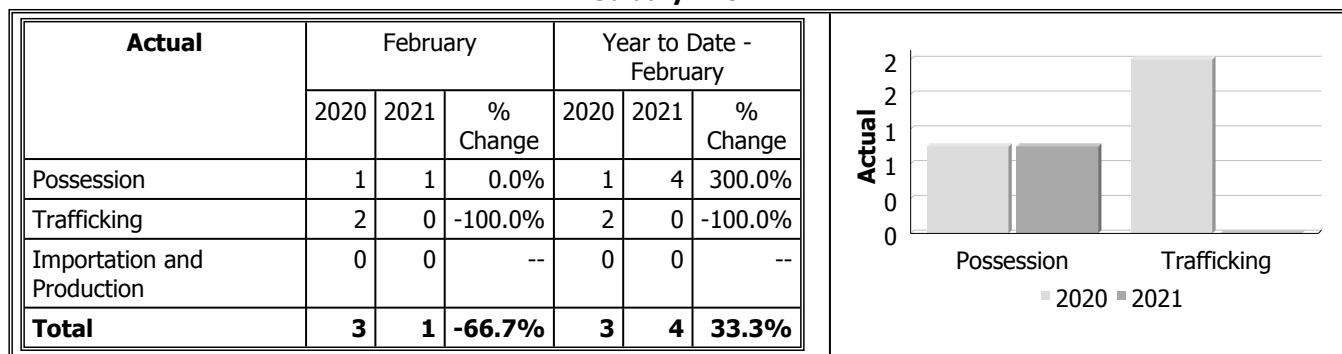 Actual February Year to Date -
February
2020 2021 %
Change 2020 2021 %
Change
Possession 1 1 0.0% 1 4 300.0%
Trafficking 2 0 -100.0% 2 0 -100.0%
Importation and
Production 0 0 -- 0 0 --
Total 3 1 -66.7% 3 4 33.3%
Actual
2
2
1
1
0
0
Possession Trafficking
2020 2021